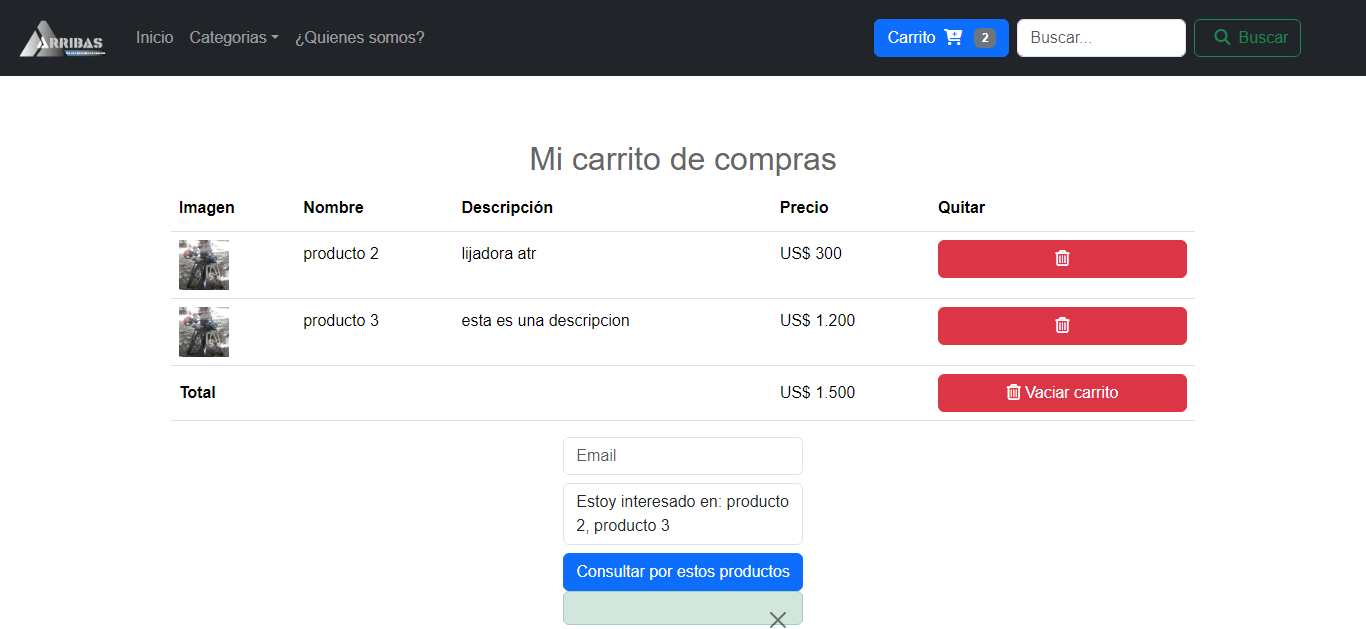 ARRIBAS
Inicio Categorias ¿Quienes somos?
Carrito 2 Buscar... Buscar
Mi carrito de compras
Imagen Nombre Descripción Precio Quitar
producto 2 lijadora atr US$ 300
producto 3 esta es una descripcion US$ 1.200
Total US$ 1.500 Vaciar carrito
Email
Estoy interesado en: producto
2, producto 3
Consultar por estos productos